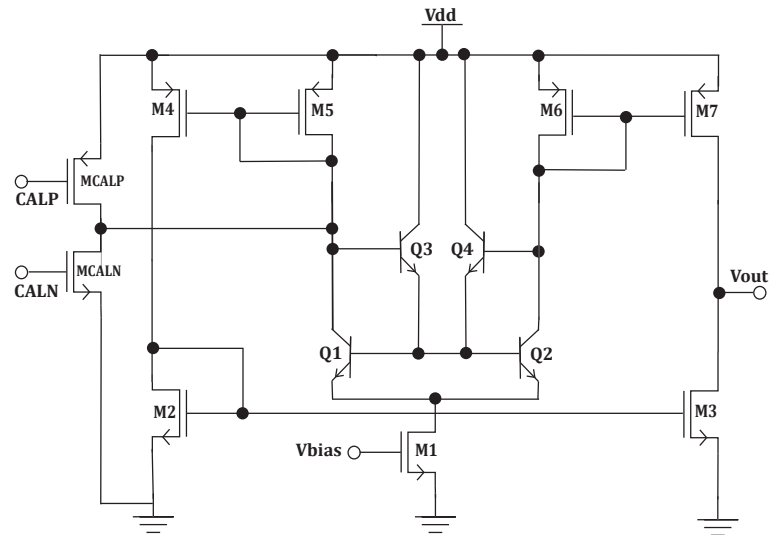 Vdd
M4
M5
M6
M7
MCALP
CALP
Q3
Q4
MCALN
CALN
Vout
Q1
Q2
M2
M3
Vbias
M1